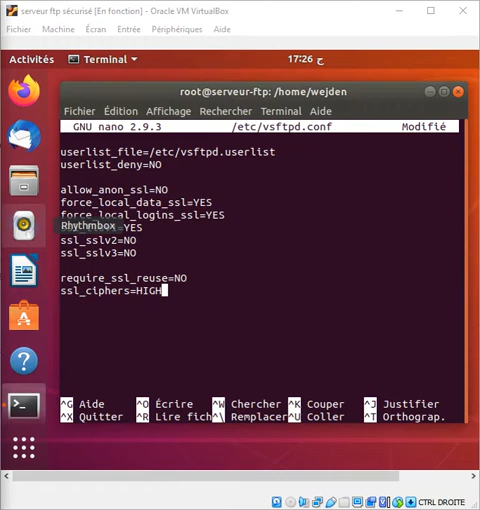 serveur ftp sécurisé [En fonction] - Oracle VM VirtualBox
Fichier Machine Écran Entrée Périphériques Aide
Activités Terminal 17:26 ح
root@serveur-ftp: /home/wejden
Fichier Édition Affichage Rechercher Terminal Aide
GNU nano 2.9.3 /etc/vsftpd.conf Modifié
userlist_file=/etc/vsftpd.userlist
userlist_deny=NO
allow_anon_ssl=NO
force_local_data_ssl=YES
force_local_logins_ssl=YES
Rhythmbox =YES
ssl_sslv2=NO
ssl_sslv3=NO
require_ssl_reuse=NO
ssl_ciphers=HIGH
^G Aide ^O Écrire ^W Chercher ^K Couper ^J Justifier
^X Quitter ^R Lire fich ^\ Remplacer ^U Coller ^T Orthograp.
CTRL DROITE